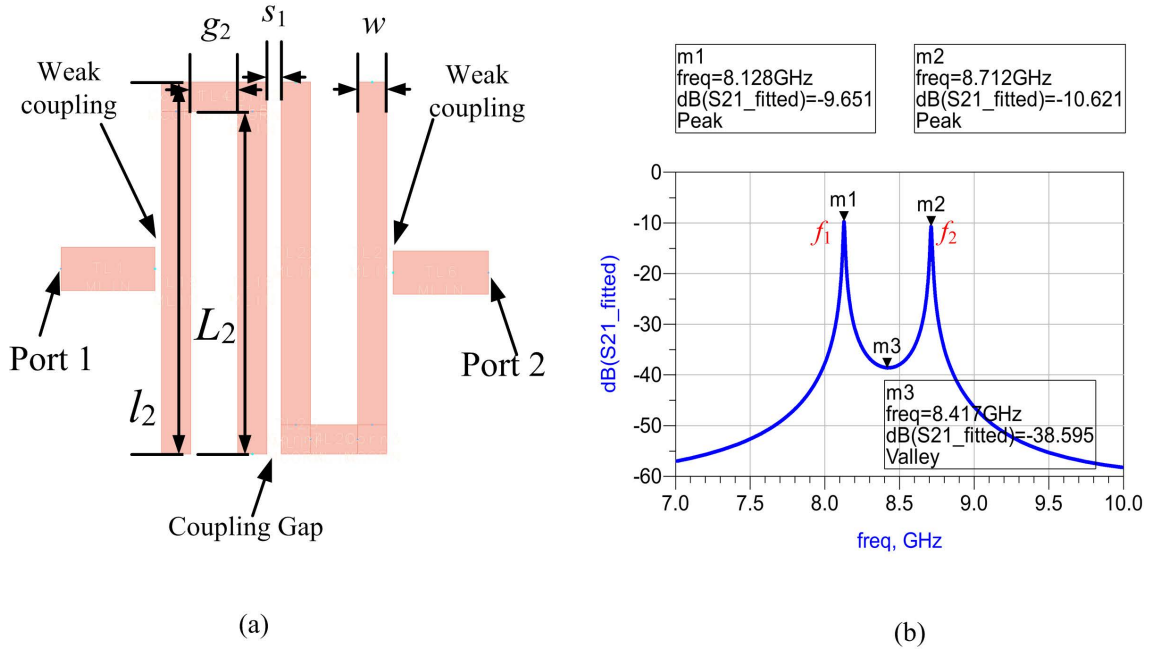 g2
s1
w
Weak
coupling
Weak
coupling
L2
l2
Port 1
Port 2
Coupling Gap
(a)
m1
freq=8.128GHz
dB(S21_fitted)=-9.651
Peak
m2
freq=8.712GHz
dB(S21_fitted)=-10.621
Peak
0
-10
-20
-30
-40
-50
-60
m1
m2
f1
f2
m3
m3
freq=8.417GHz
dB(S21_fitted)=-38.595
Valley
dB(S21_fitted)
7.0
7.5
8.0
8.5
9.0
9.5
10.0
freq, GHz
(b)